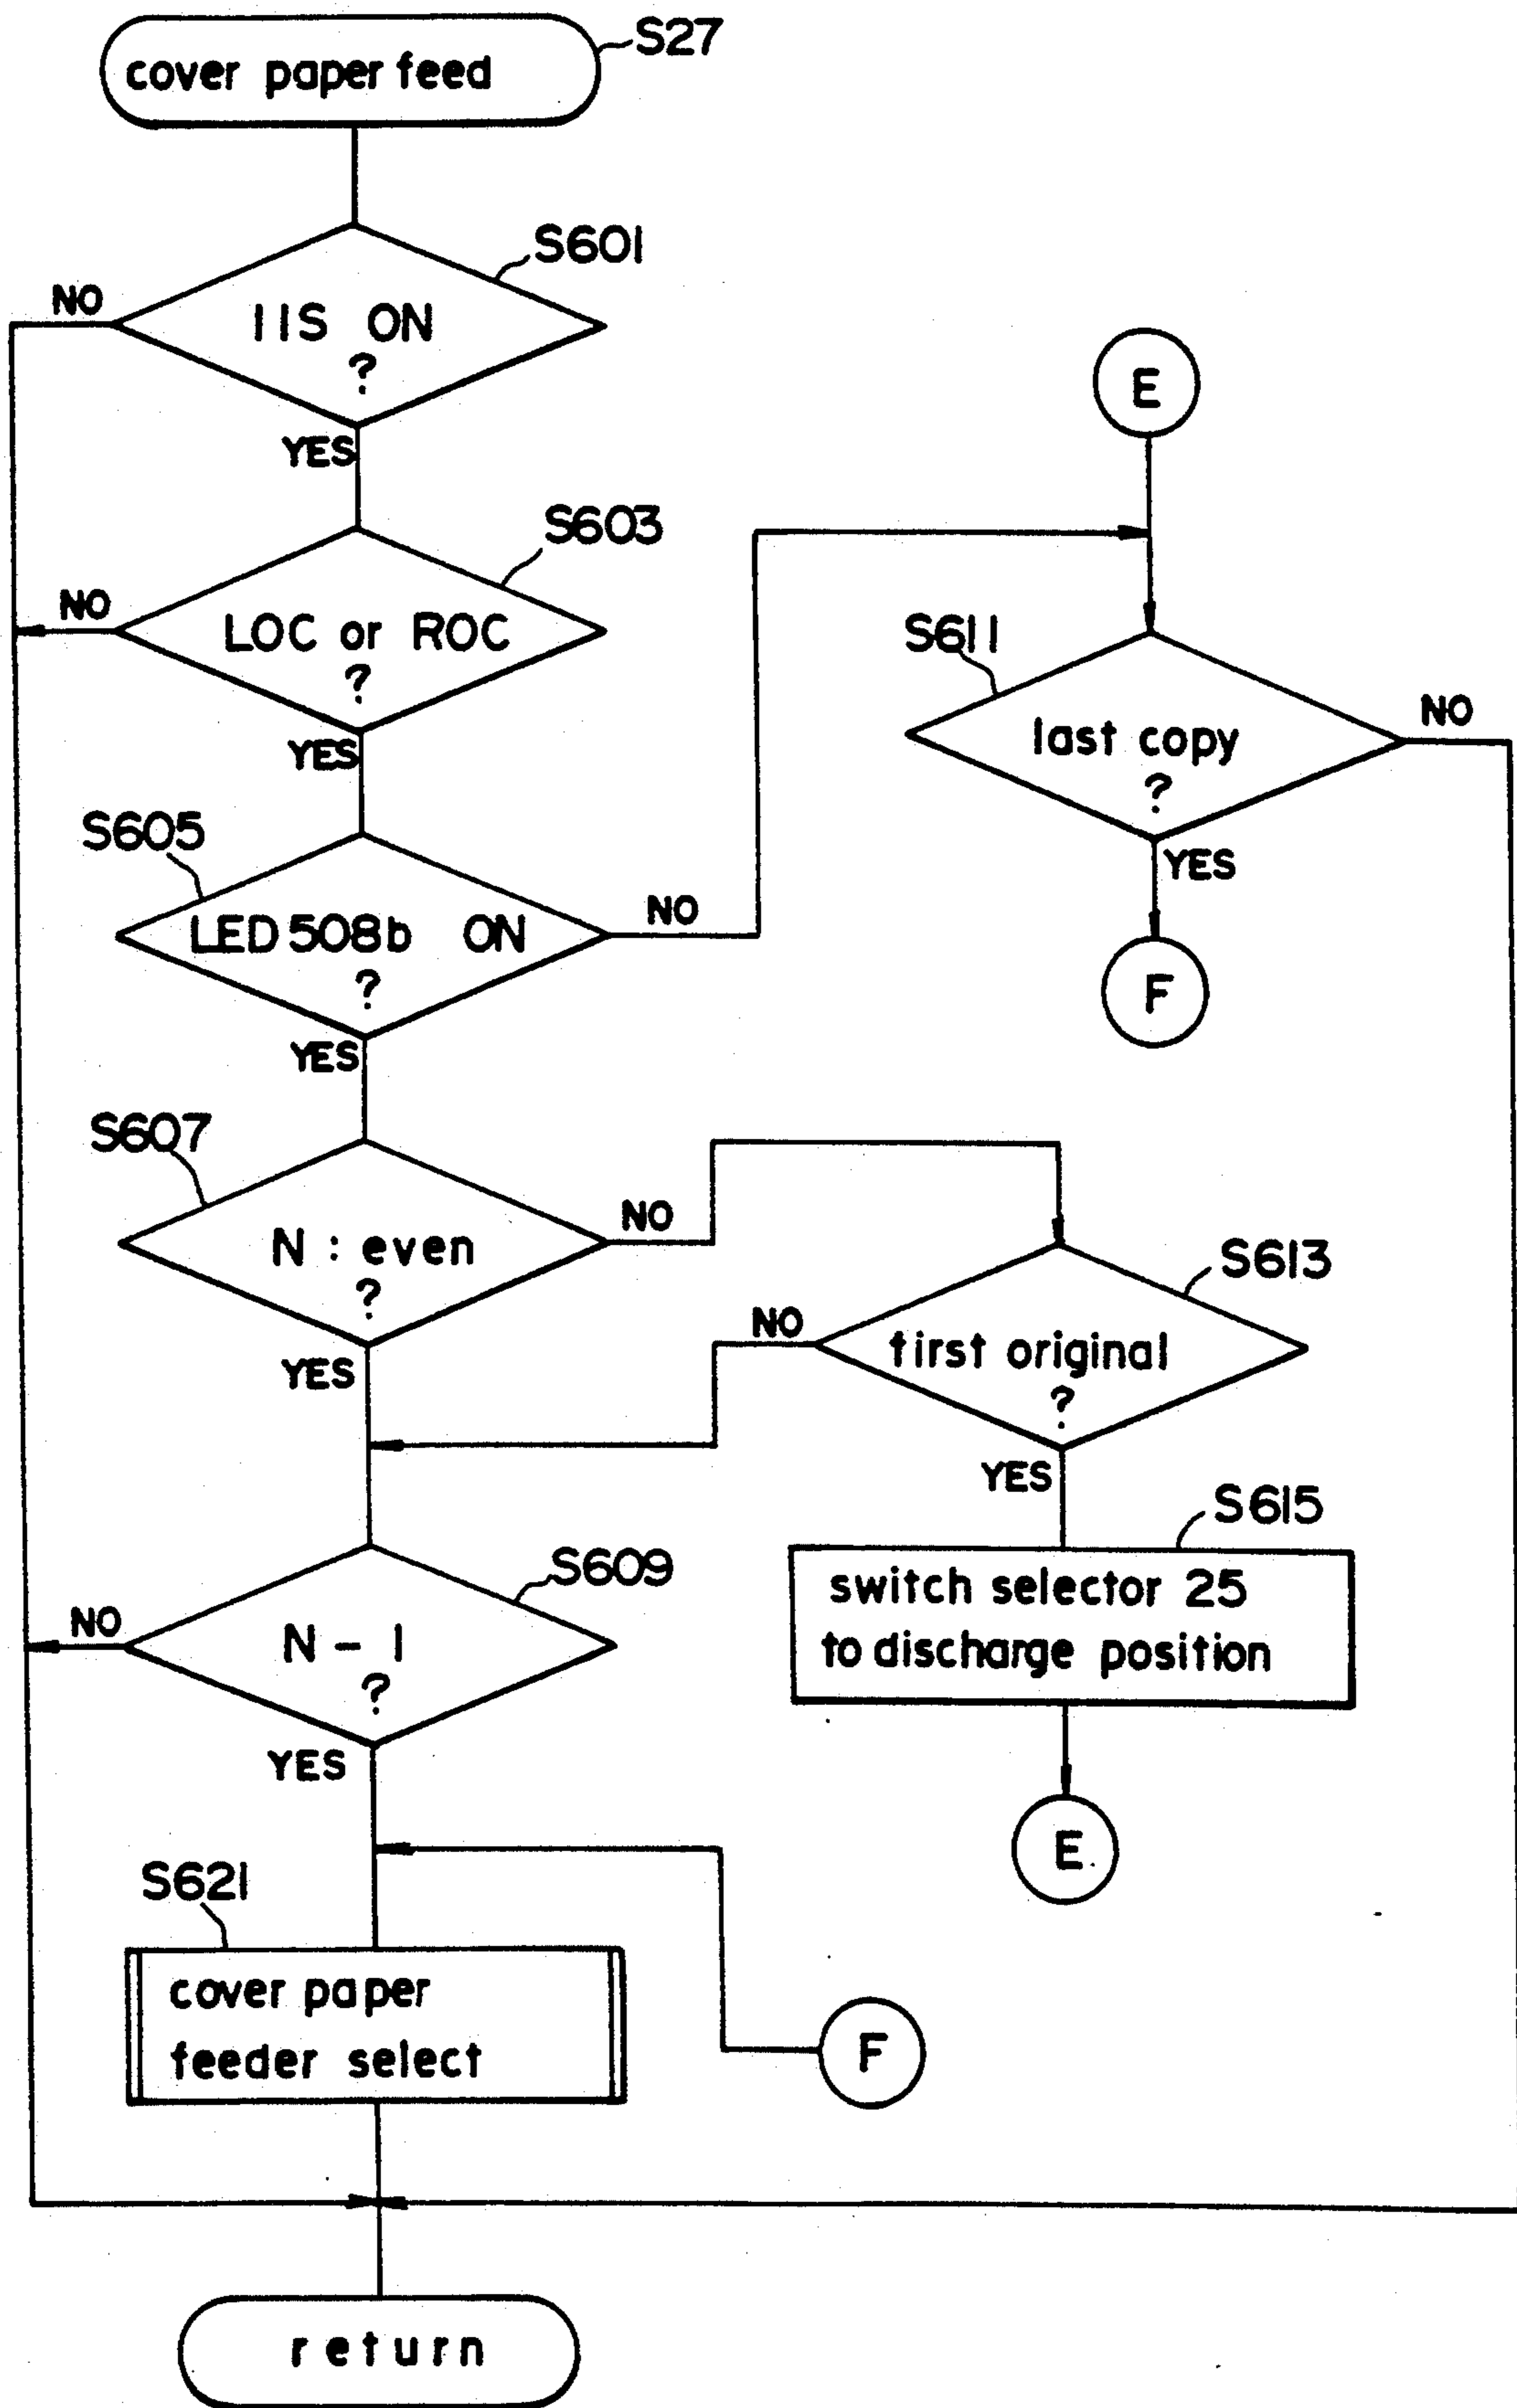 cover paper feed
S27
S601
NO
IIS ON
?
YES
S603
NO
LOC or ROC
?
YES
S605
LED 508b ON
?
NO
YES
E
S611
last copy
?
NO
YES
F
S607
N : even
?
NO
YES
S613
NO
first original
?
YES
S615
switch selector 25
to discharge position
E
S609
NO
N - 1
?
YES
S621
cover paper
feeder select
F
return